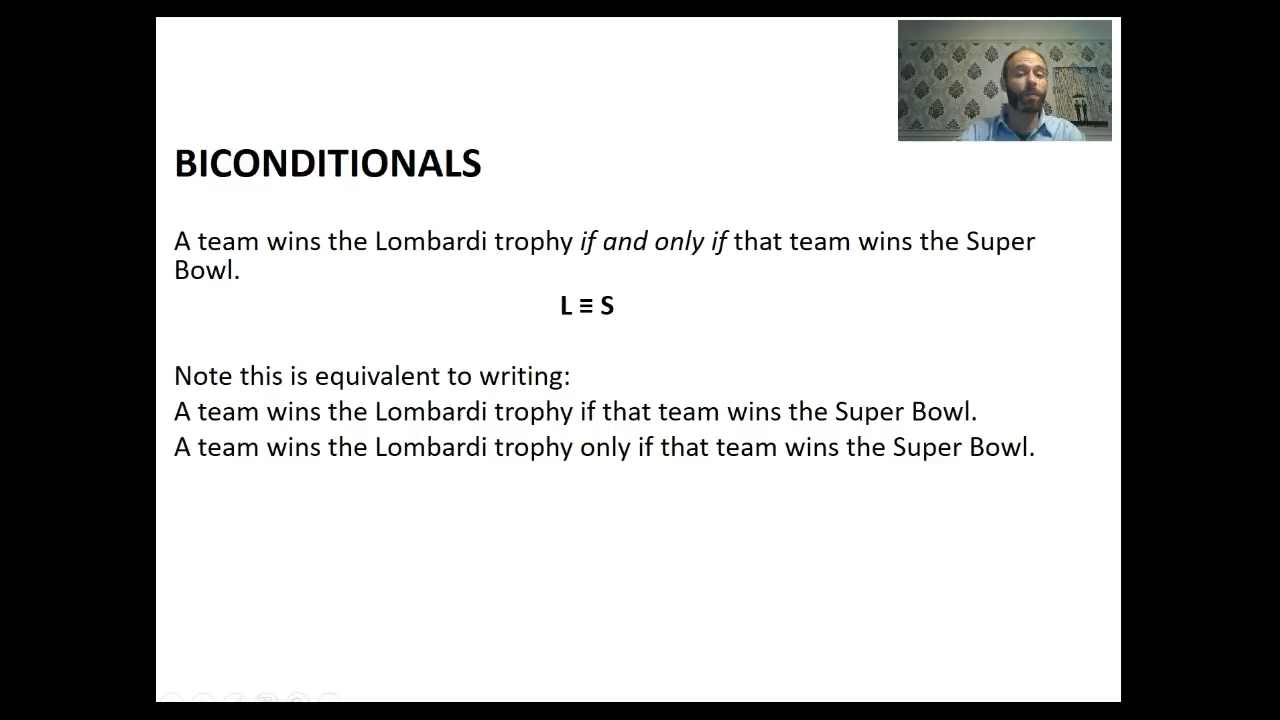 BICONDITIONALS
A team wins the Lombardi trophy if and only if that team wins the Super
Bowl.
L ≡ S
Note this is equivalent to writing:
A team wins the Lombardi trophy if that team wins the Super Bowl.
A team wins the Lombardi trophy only if that team wins the Super Bowl.